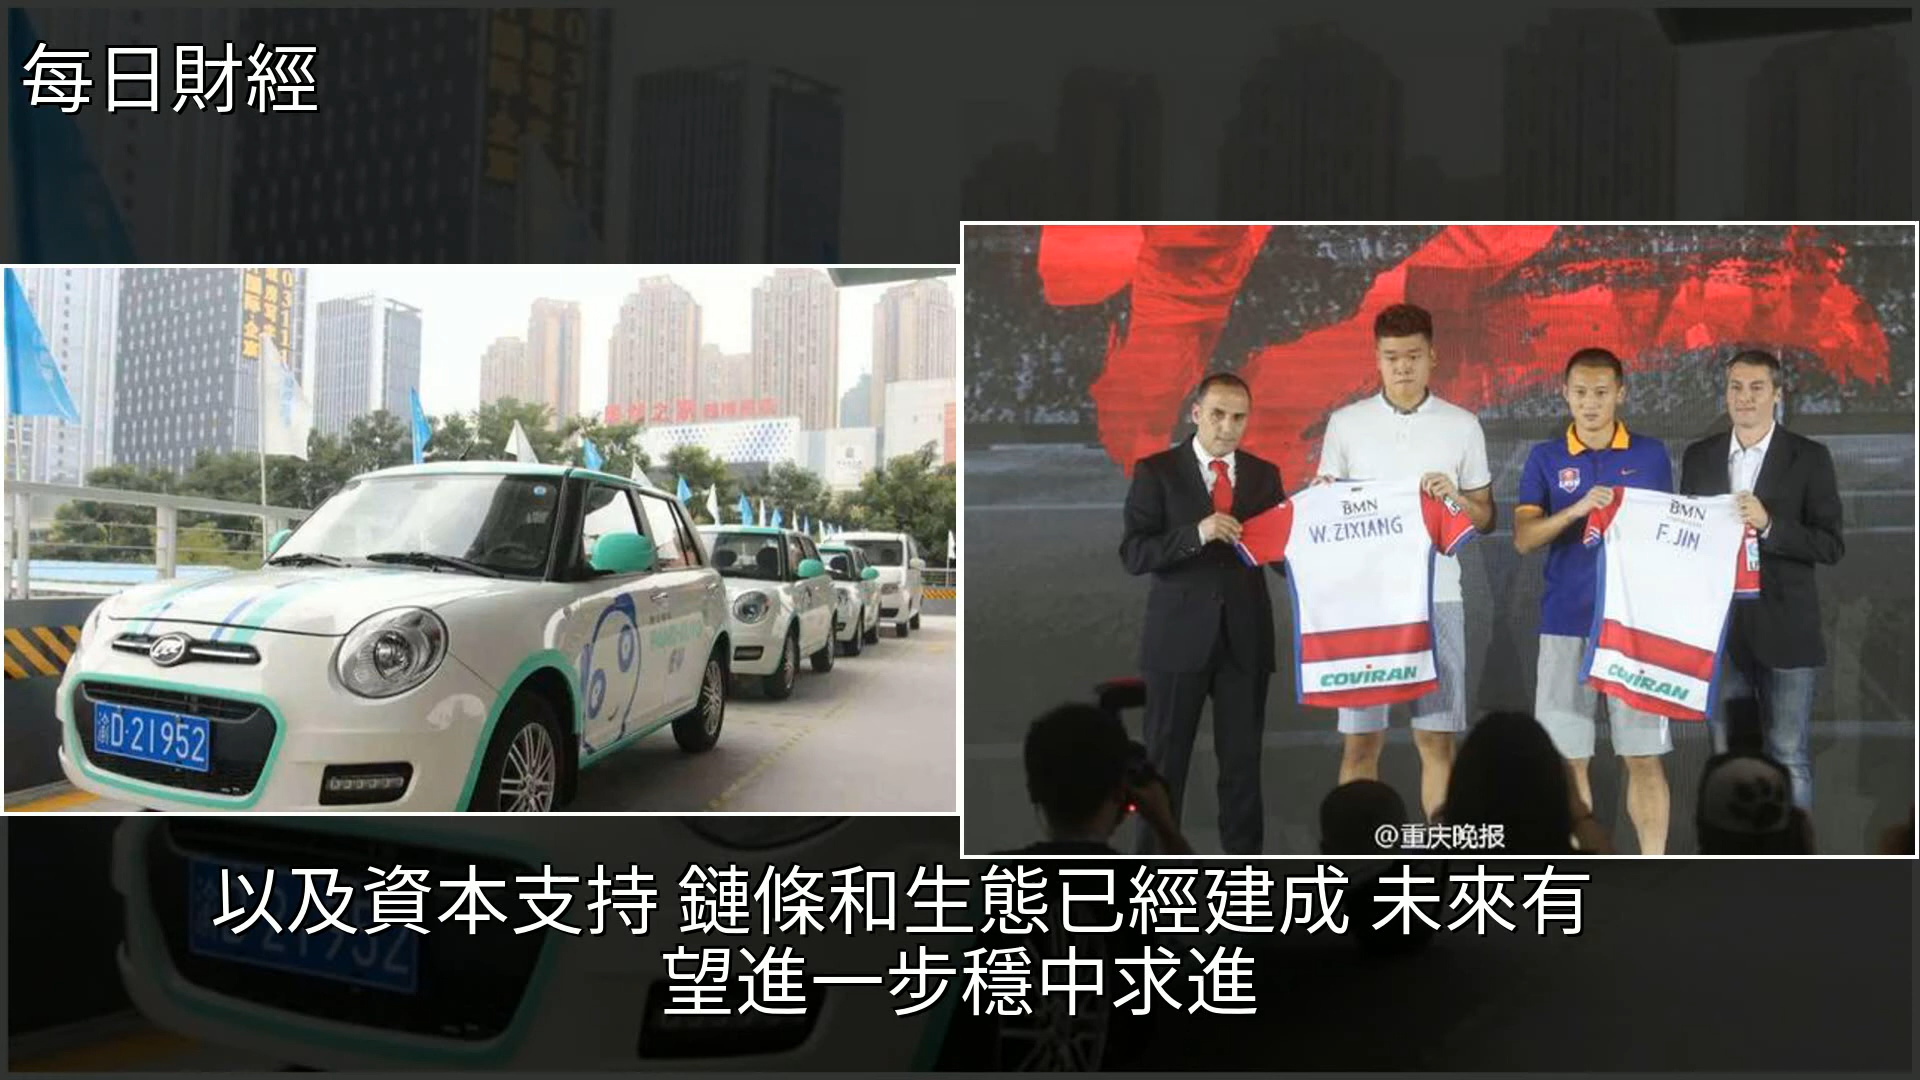 每日財經
渝D·21952
BMN
W.ZIXIANG
COVIRAN
BMN
F.JIN
COVIRAN
@重庆晚报
以及資本支持 鏈條和生態已經建成 未來有
望進一步穩中求進